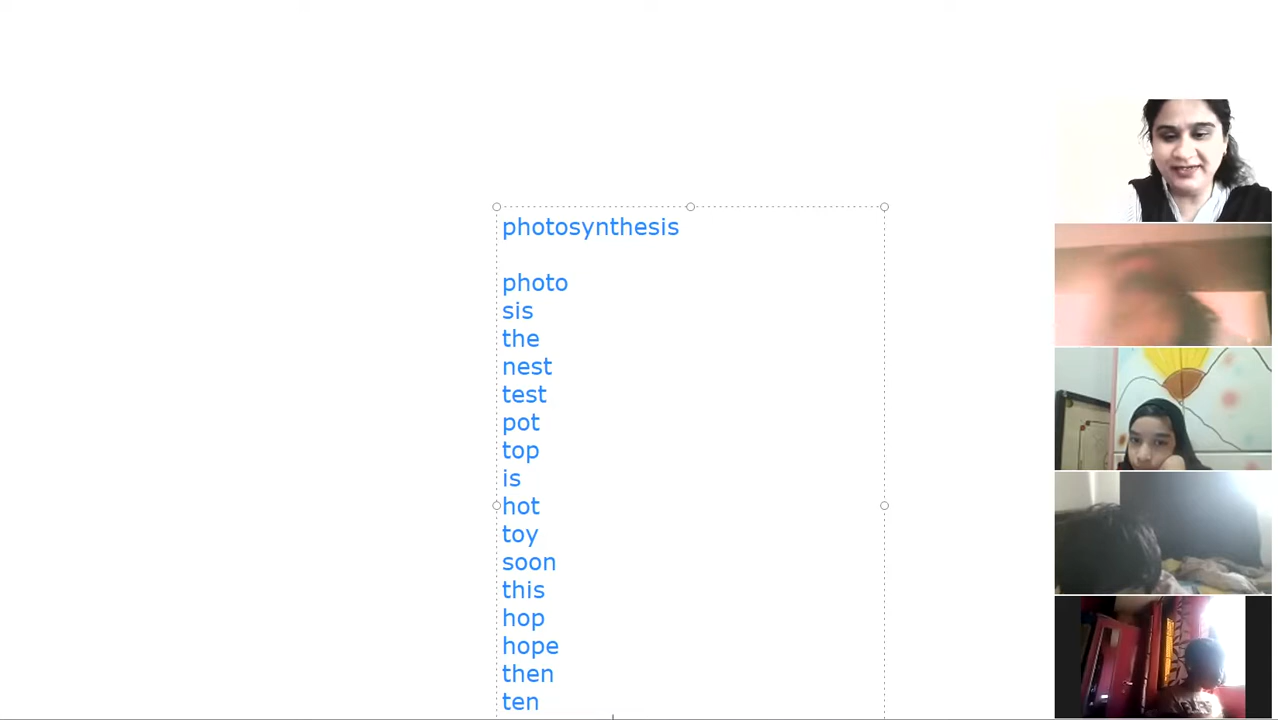 photosynthesis
photo
sis
the
nest
test
pot
top
is
hot
toy
soon
this
hop
hope
then
ten